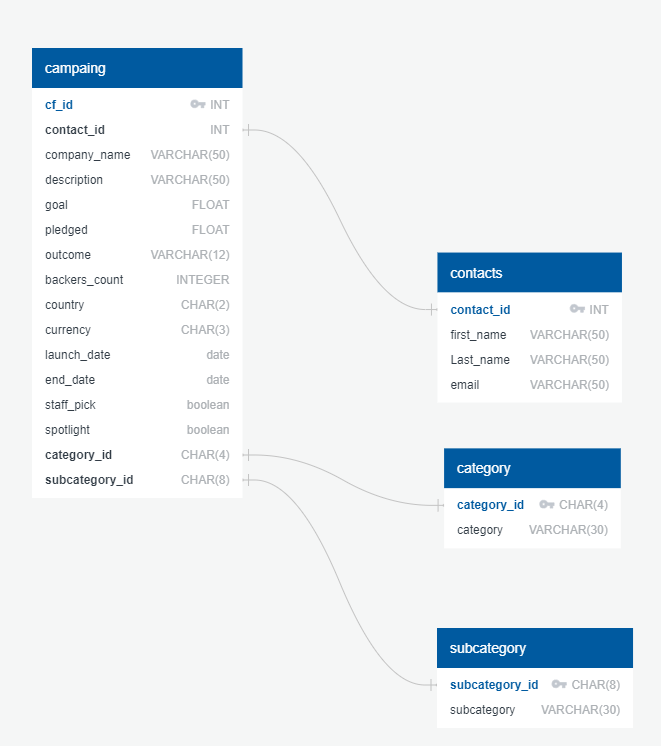 campaing
cf_id INT
contact_id INT
company_name VARCHAR(50)
description VARCHAR(50)
goal FLOAT
pledged FLOAT
outcome VARCHAR(12)
backers_count INTEGER
country CHAR(2)
currency CHAR(3)
launch_date date
end_date date
staff_pick boolean
spotlight boolean
category_id CHAR(4)
subcategory_id CHAR(8)
contacts
contact_id INT
first_name VARCHAR(50)
Last_name VARCHAR(50)
email VARCHAR(50)
category
category_id CHAR(4)
category VARCHAR(30)
subcategory
subcategory_id CHAR(8)
subcategory VARCHAR(30)